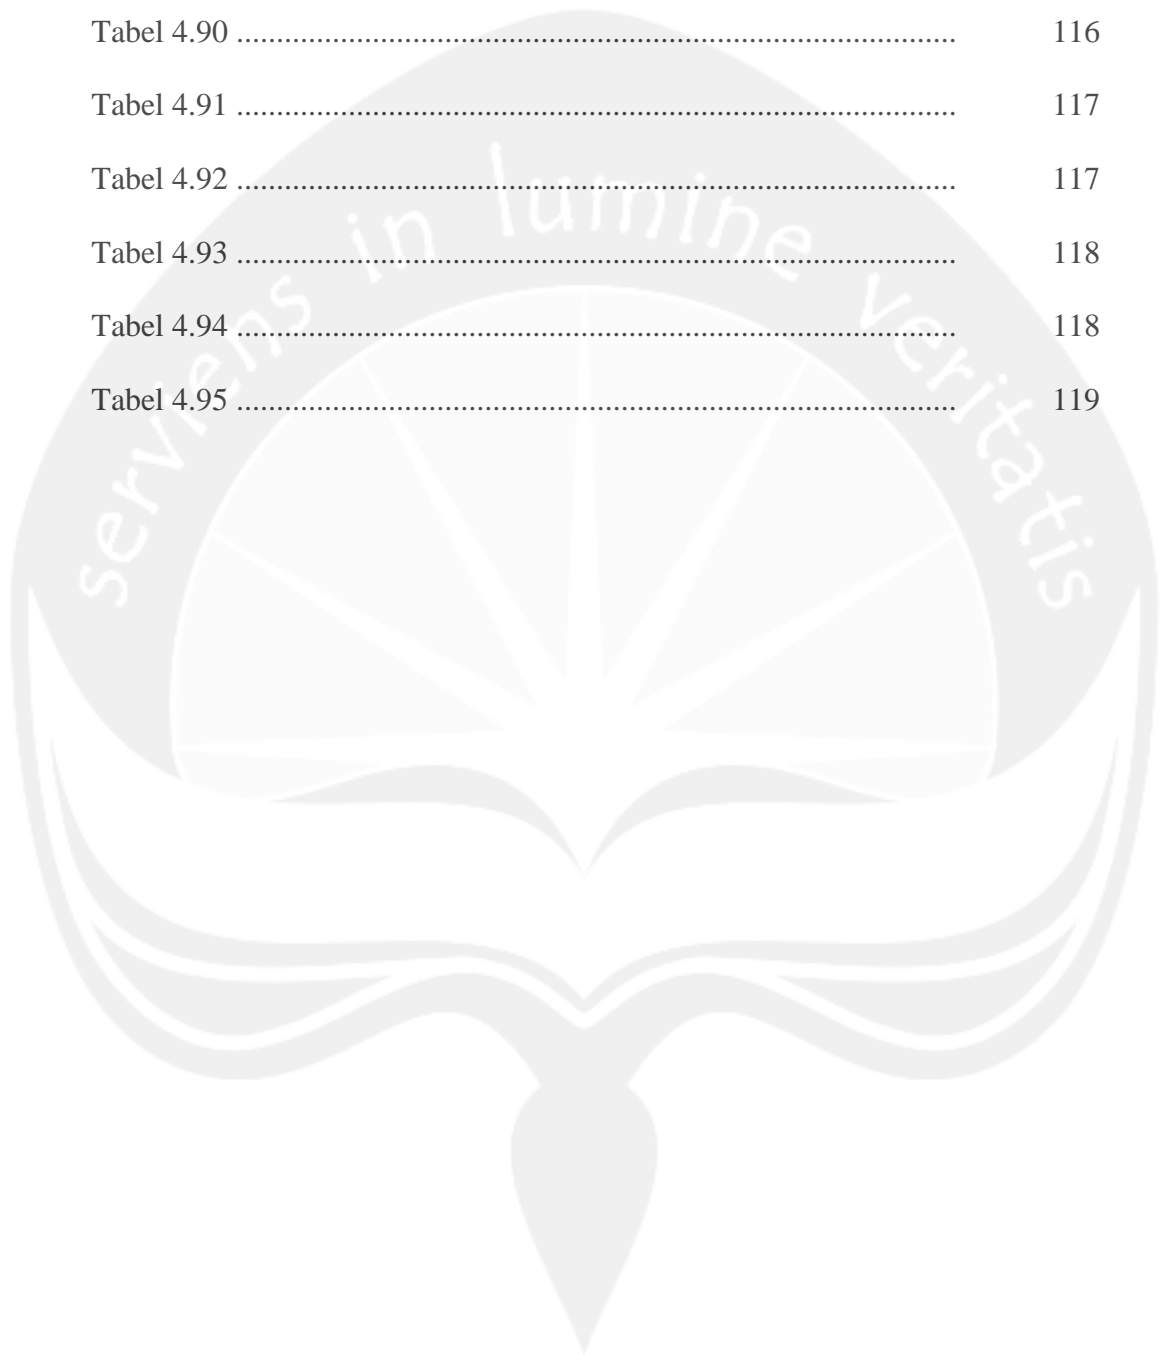 Tabel 4.90 ......................................................................................... 116
Tabel 4.91 ......................................................................................... 117
Tabel 4.92 ......................................................................................... 117
Tabel 4.93 ......................................................................................... 118
Tabel 4.94 ......................................................................................... 118
Tabel 4.95 ......................................................................................... 119
serviens in lumine veritatis